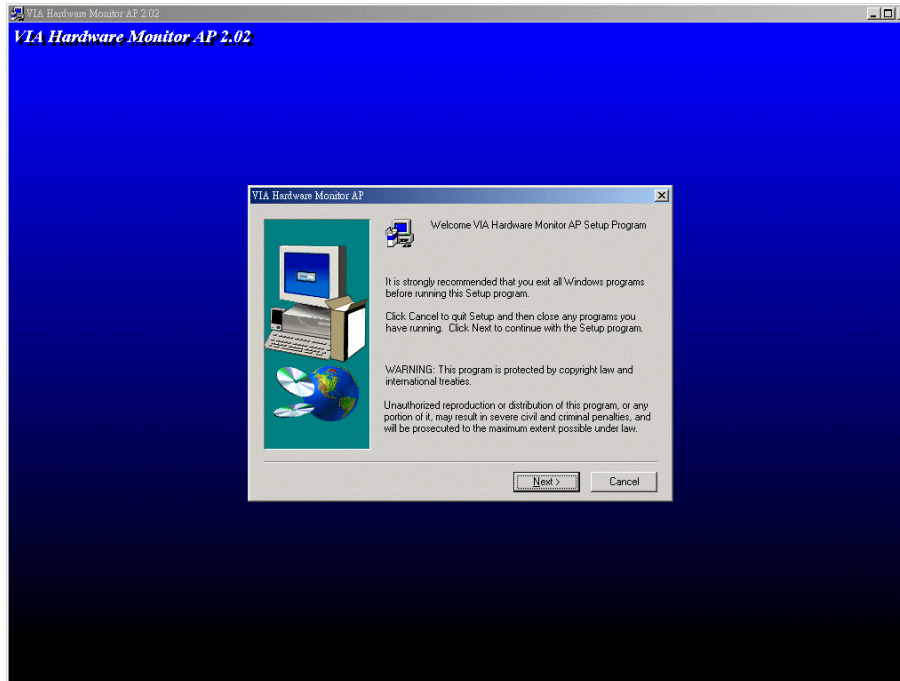 VIA Hardware Monitor AP 2.02
VIA Hardware Monitor AP 2.02
VIA Hardware Monitor AP
Welcome VIA Hardware Monitor AP Setup Program
It is strongly recommended that you exit all Windows programs
before running this Setup program.
Click Cancel to quit Setup and then close any programs you
have running. Click Next to continue with the Setup program.
WARNING: This program is protected by copyright law and
international treaties.
Unauthorized reproduction or distribution of this program, or any
portion of it, may result in severe civil and criminal penalties, and
will be prosecuted to the maximum extent possible under law.
Next >
Cancel